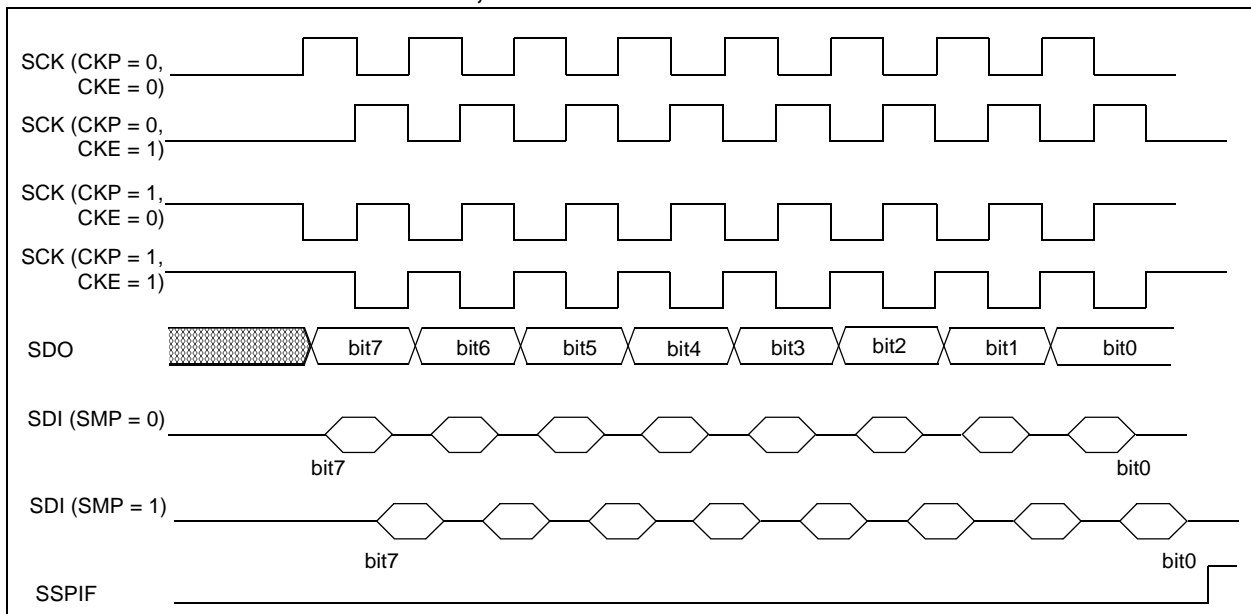 SCK (CKP = 0,
CKE = 0)
SCK (CKP = 0,
CKE = 1)
SCK (CKP = 1,
CKE = 0)
SCK (CKP = 1,
CKE = 1)
SDO bit7 bit6 bit5 bit4 bit3 bit2 bit1 bit0
SDI (SMP = 0)
bit7 bit0
SDI (SMP = 1)
bit7 bit0
SSPIF